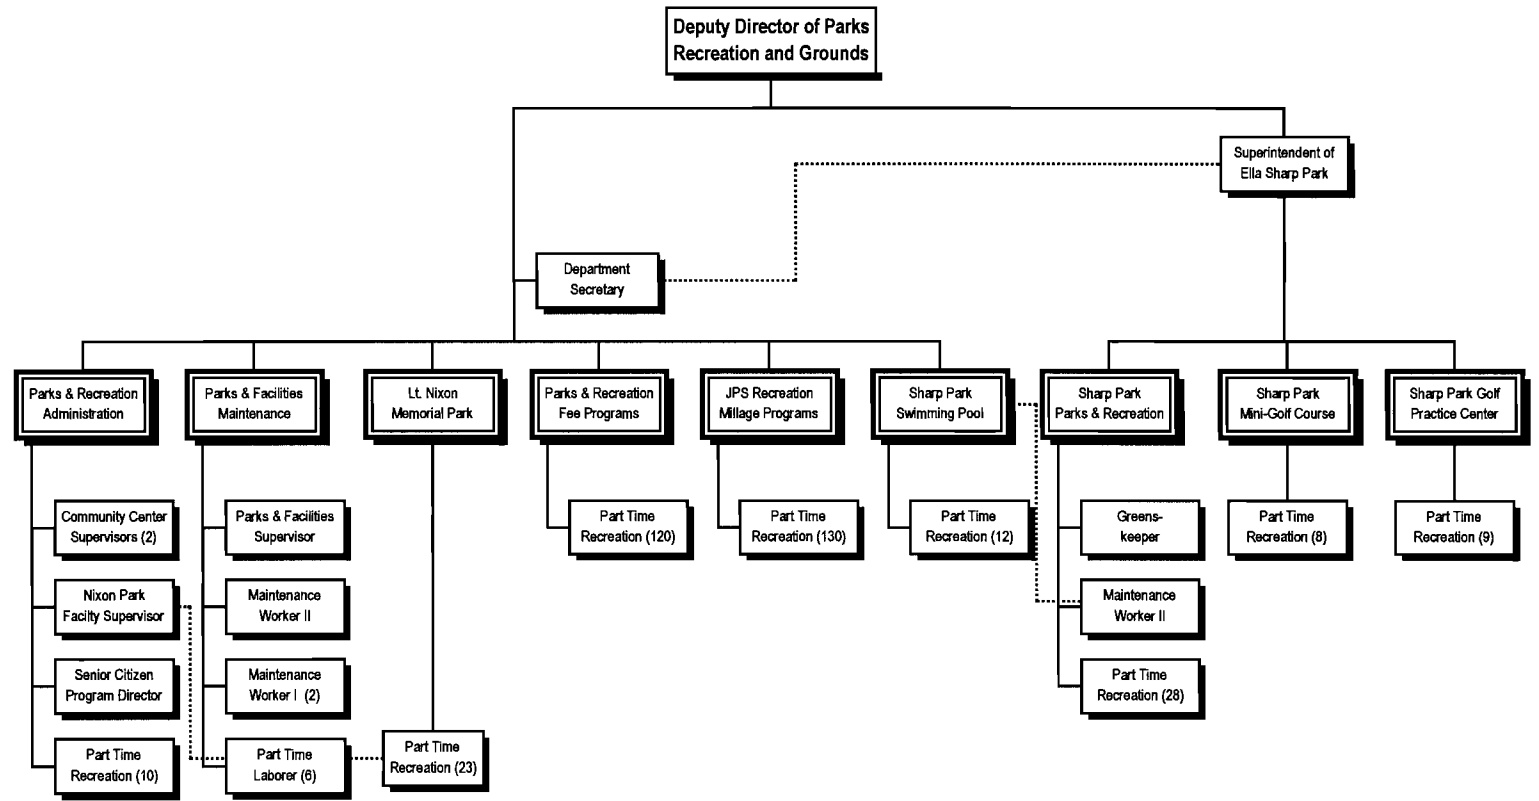 Deputy Director of Parks
Recreation and Grounds
Superintendent of
Ella Sharp Park
Department
Secretary
Parks & Recreation
Administration
Parks & Facilities
Maintenance
Lt. Nixon
Memorial Park
Parks & Recreation
Fee Programs
JPS Recreation
Millage Programs
Sharp Park
Swimming Pool
Sharp Park
Parks & Recreation
Sharp Park
Mini-Golf Course
Sharp Park Golf
Practice Center
Community Center
Supervisors (2)
Parks & Facilities
Supervisor
Part Time
Recreation (120)
Part Time
Recreation (130)
Part Time
Recreation (12)
Greens-
keeper
Part Time
Recreation (8)
Part Time
Recreation (9)
Nixon Park
Facilty Supervisor
Maintenance
Worker II
Maintenance
Worker II
Senior Citizen
Program Director
Maintenance
Worker I (2)
Part Time
Recreation (28)
Part Time
Recreation (10)
Part Time
Laborer (6)
Part Time
Recreation (23)